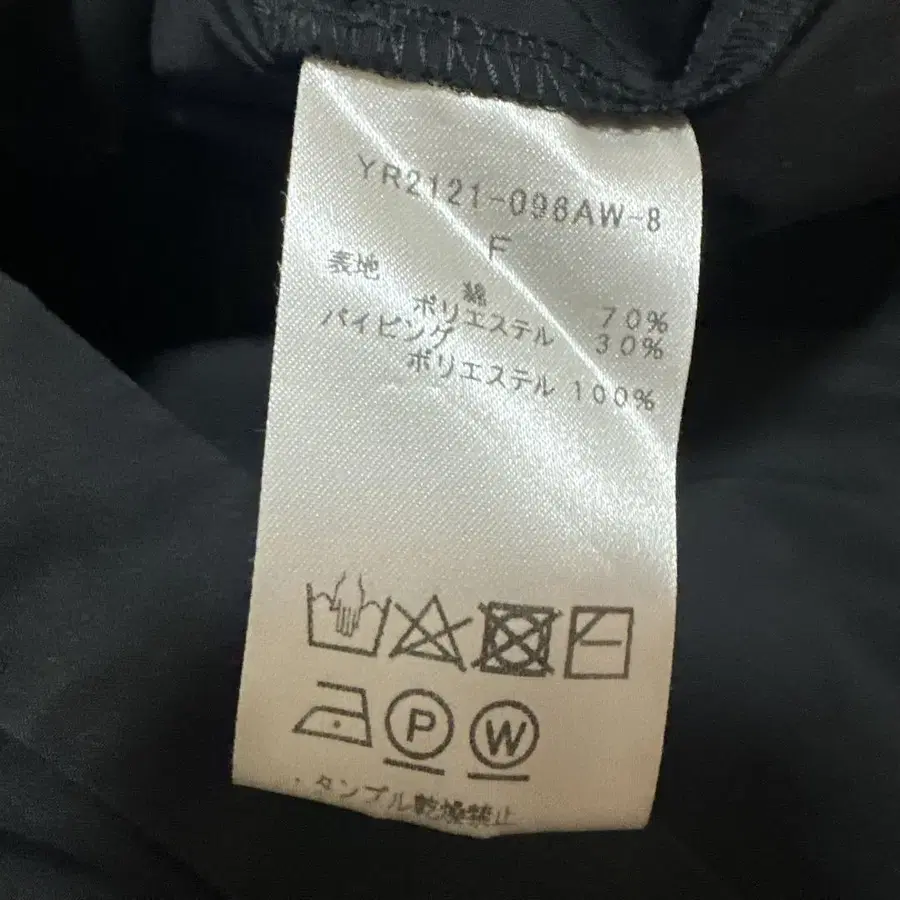 YR2121-096AW-8
F
表地
綿 70%
ポリエステル 30%
パイピング
ポリエステル 100%
P W
・タンブル乾燥禁止